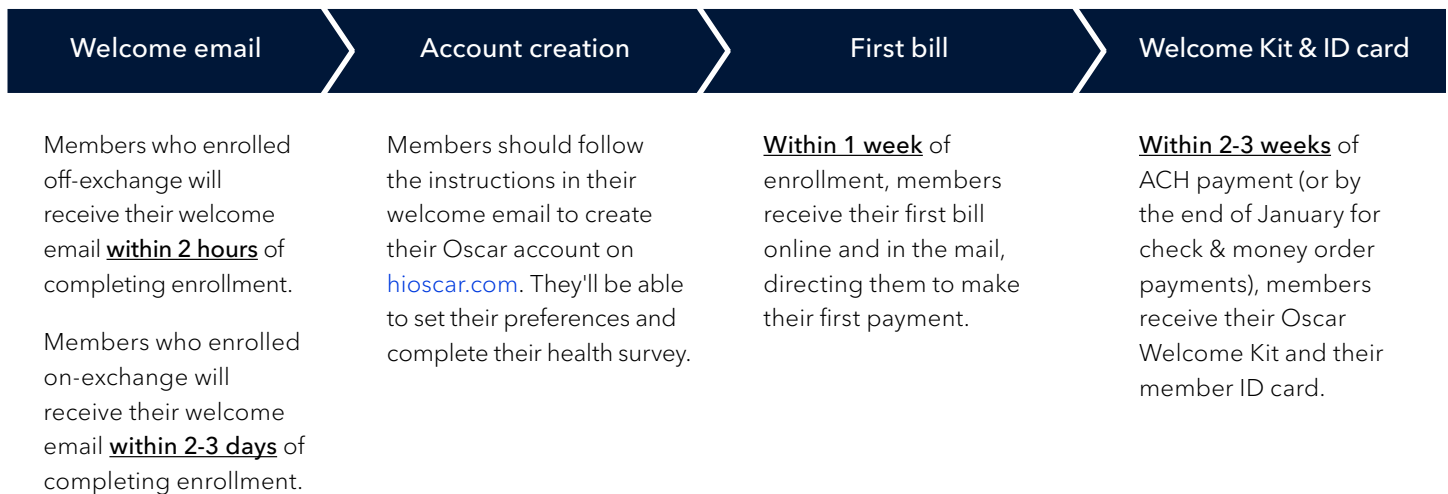 Welcome email
Account creation
First bill
Welcome Kit & ID card
Members who enrolled
off-exchange will
receive their welcome
email within 2 hours of
completing enrollment.
Members who enrolled
on-exchange will
receive their welcome
email within 2-3 days of
completing enrollment.
Members should follow
the instructions in their
welcome email to create
their Oscar account on
hioscar.com. They'll be able
to set their preferences and
complete their health survey.
Within 1 week of
enrollment, members
receive their first bill
online and in the mail,
directing them to make
their first payment.
Within 2-3 weeks of
ACH payment (or by
the end of January for
check & money order
payments), members
receive their Oscar
Welcome Kit and their
member ID card.